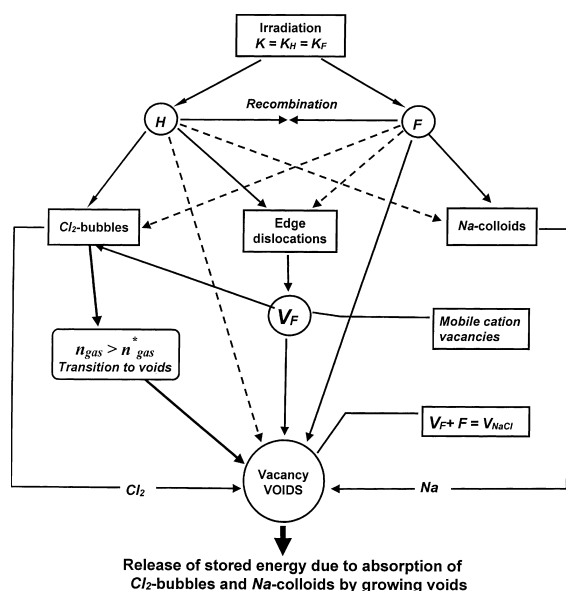 Irradiation
K = K_H = K_F
Recombination
H
F
Cl₂-bubbles
Edge
dislocations
Na-colloids
V_F
Mobile cation
vacancies
n_gas > n*_gas
Transition to voids
V_F + F = V_NaCl
Vacancy
VOIDS
Cl₂
Na
Release of stored energy due to absorption of
Cl₂-bubbles and Na-colloids by growing voids